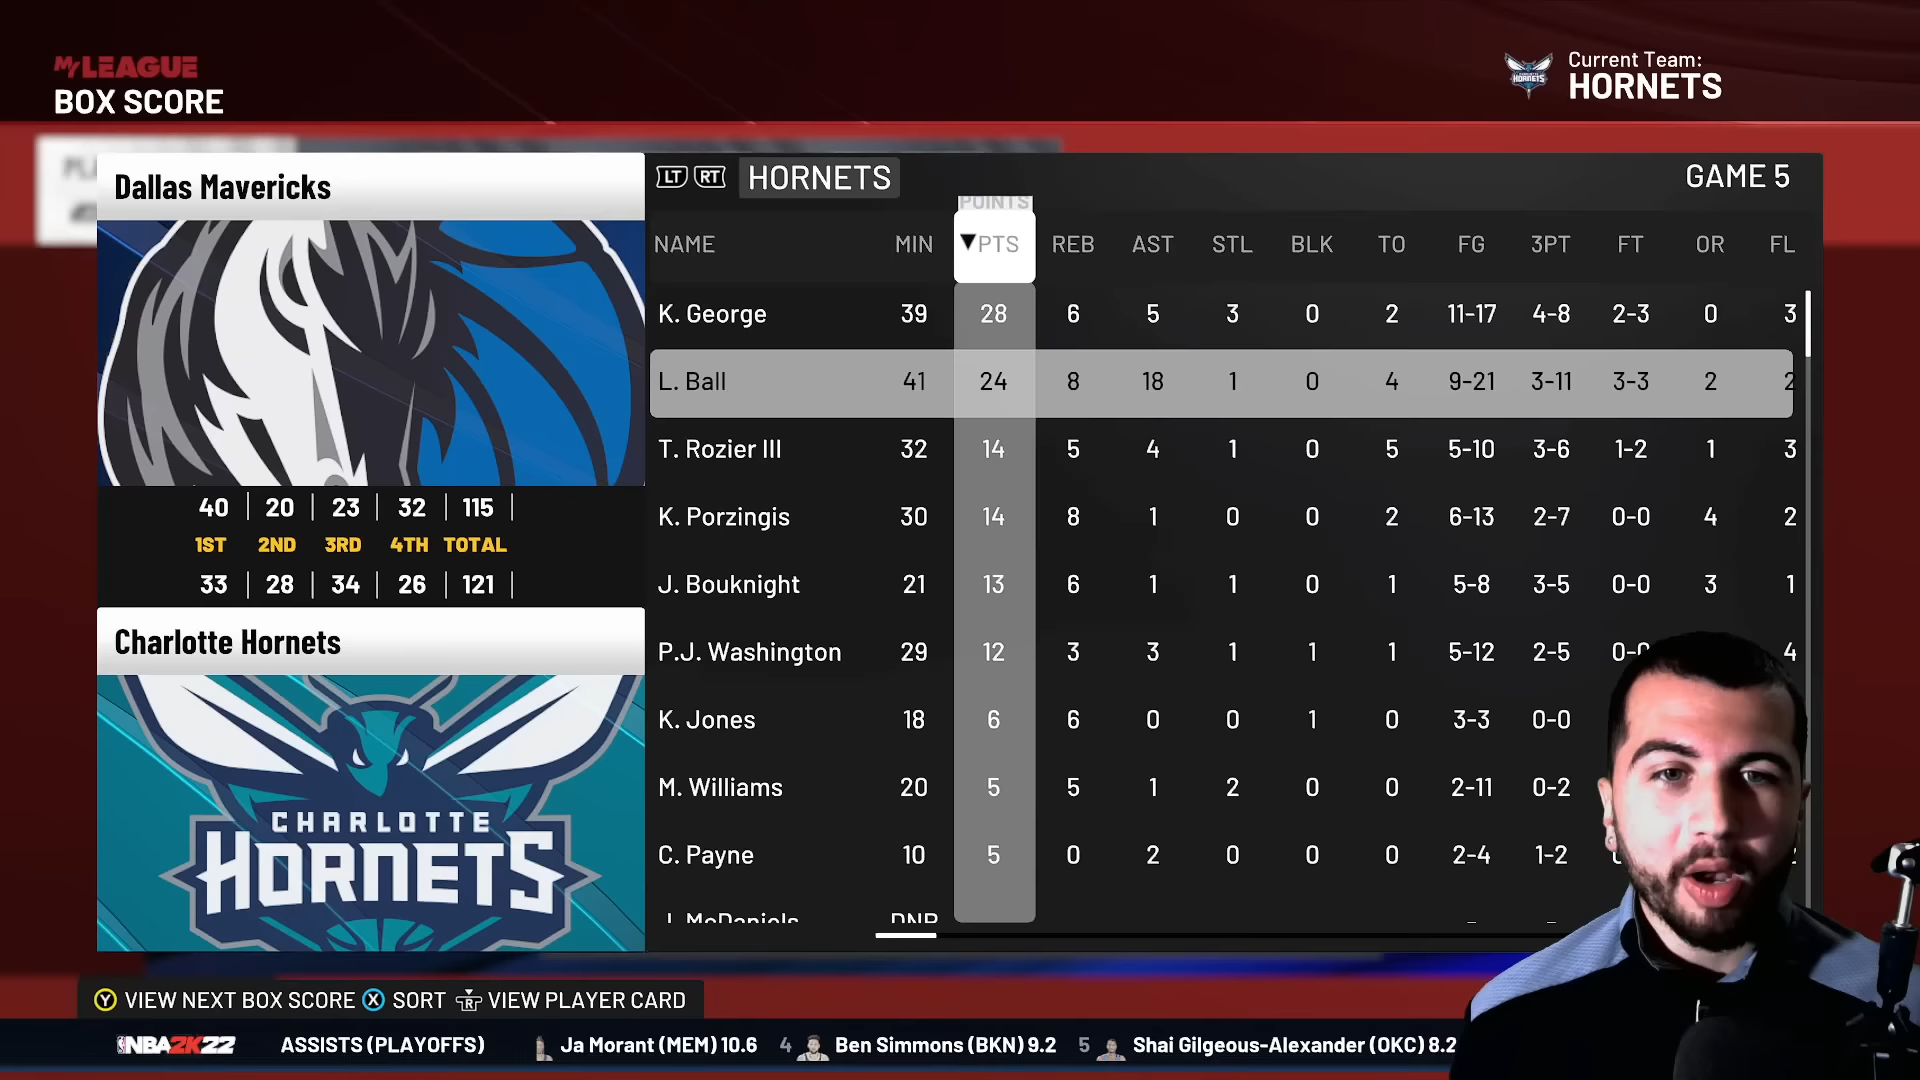 MyLEAGUE
BOX SCORE
Current Team:
HORNETS
Dallas Mavericks
40 | 20 | 23 | 32 | 115 |
1ST 2ND 3RD 4TH TOTAL
33 | 28 | 34 | 26 | 121 |
Charlotte Hornets
CHARLOTTE
HORNETS
LT RT HORNETS
GAME 5
POINTS
NAME MIN ▼PTS REB AST STL BLK TO FG 3PT FT OR FL
K. George 39 28 6 5 3 0 2 11-17 4-8 2-3 0 3
L. Ball 41 24 8 18 1 0 4 9-21 3-11 3-3 2 2
T. Rozier III 32 14 5 4 1 0 5 5-10 3-6 1-2 1 3
K. Porzingis 30 14 8 1 0 0 2 6-13 2-7 0-0 4 2
J. Bouknight 21 13 6 1 1 0 1 5-8 3-5 0-0 3 1
P.J. Washington 29 12 3 3 1 1 1 5-12 2-5 0-0 4
K. Jones 18 6 6 0 0 1 0 3-3 0-0
M. Williams 20 5 5 1 2 0 0 2-11 0-2
C. Payne 10 5 0 2 0 0 0 2-4 1-2
J. McDaniels DNP - -
Y VIEW NEXT BOX SCORE X SORT R VIEW PLAYER CARD
NBA 2K22 ASSISTS (PLAYOFFS) Ja Morant (MEM) 10.6 4 Ben Simmons (BKN) 9.2 5 Shai Gilgeous-Alexander (OKC) 8.2